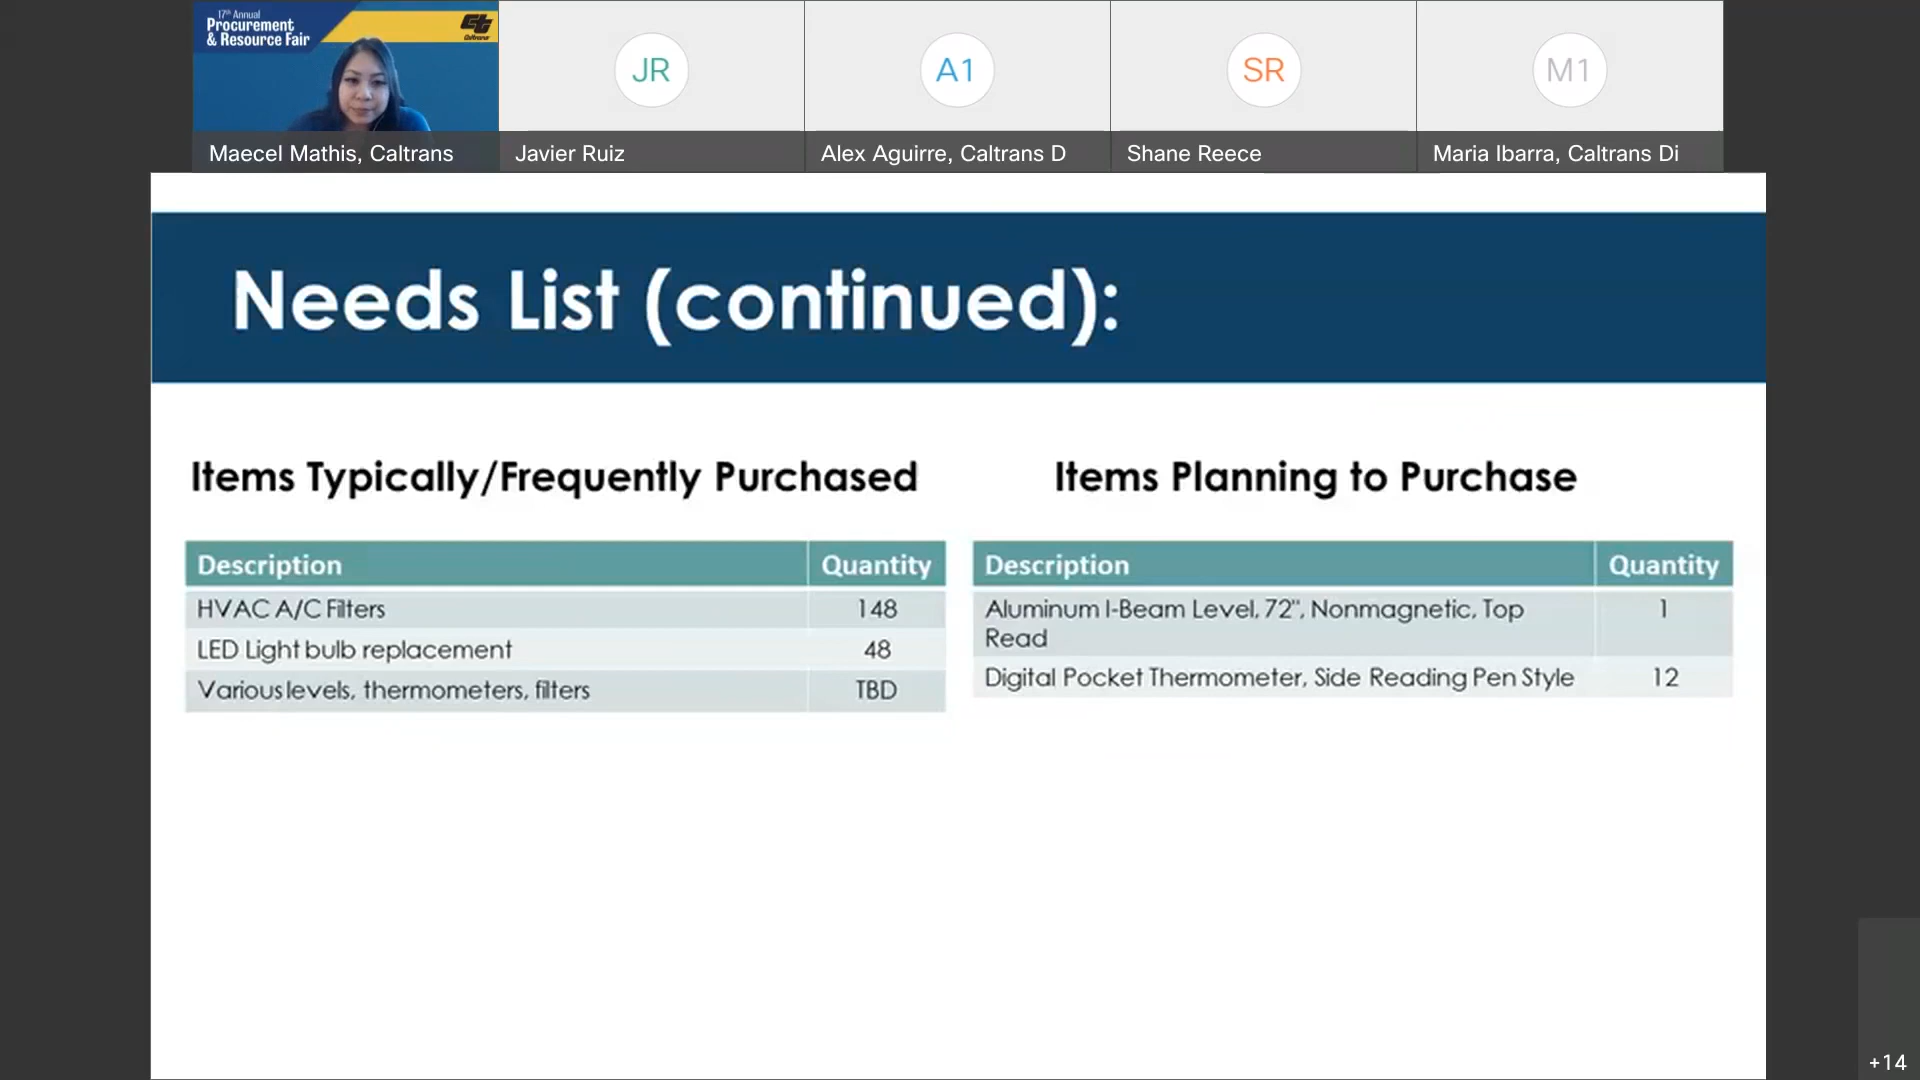 17th Annual
Procurement
& Resource Fair
Caltrans
JR
A1
SR
M1
Maecel Mathis, Caltrans
Javier Ruiz
Alex Aguirre, Caltrans D
Shane Reece
Maria Ibarra, Caltrans Di
Needs List (continued):
Items Typically/Frequently Purchased
Description Quantity
HVAC A/C Filters 148
LED Light bulb replacement 48
Various levels, thermometers, filters TBD
Items Planning to Purchase
Description Quantity
Aluminum I-Beam Level, 72", Nonmagnetic, Top 1
Read
Digital Pocket Thermometer, Side Reading Pen Style 12
+14